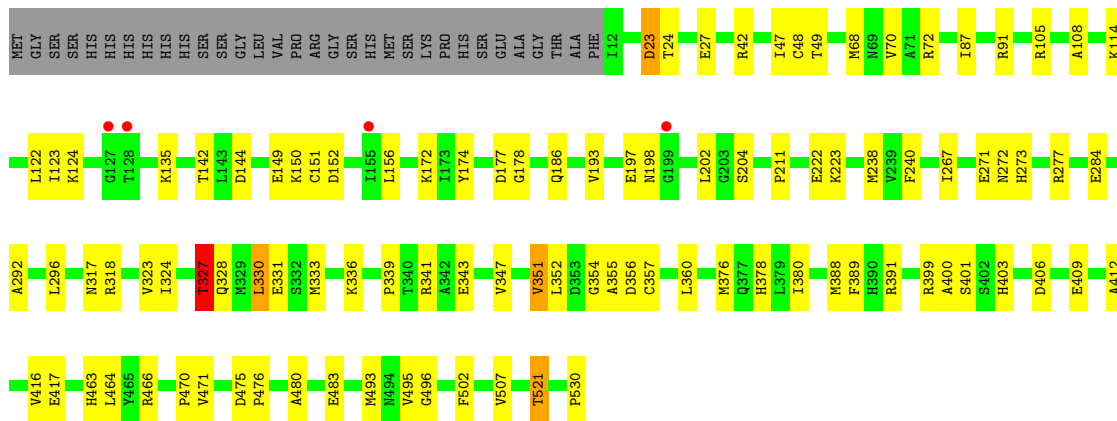 MET GLY SER SER HIS HIS HIS HIS HIS HIS SER SER GLY LEU VAL PRO ARG GLY SER HIS MET SER LYS PRO HIS SER GLU ALA GLY THR ALA PHE I12 D23 T24 E27 R42 I47 C48 T49 M68 N69 V70 A71 R72 I87 R91 R105 A108 K114
L122 I123 K124 G127 T128 K135 T142 L143 D144 E149 K150 C151 D152 I155 L156 K172 I173 Y174 D177 G178 Q186 V193 E197 N198 G199 L202 G203 S204 P211 E222 K223 M238 V239 F240 I267 E271 N272 H273 R277 E284
A292 L296 N317 R318 V323 I324 T327 Q328 M329 L330 E331 S332 M333 K336 P339 T340 R341 A342 E343 V347 V351 L352 D353 G354 A355 D356 C357 L360 M376 Q377 H378 L379 I380 M388 F389 H390 R391 R399 A400 S401 S402 H403 D406 E409 A412
V416 E417 H463 L464 Y465 R466 P470 V471 D475 P476 A480 E483 M493 N494 V495 G496 F502 V507 T521 P530